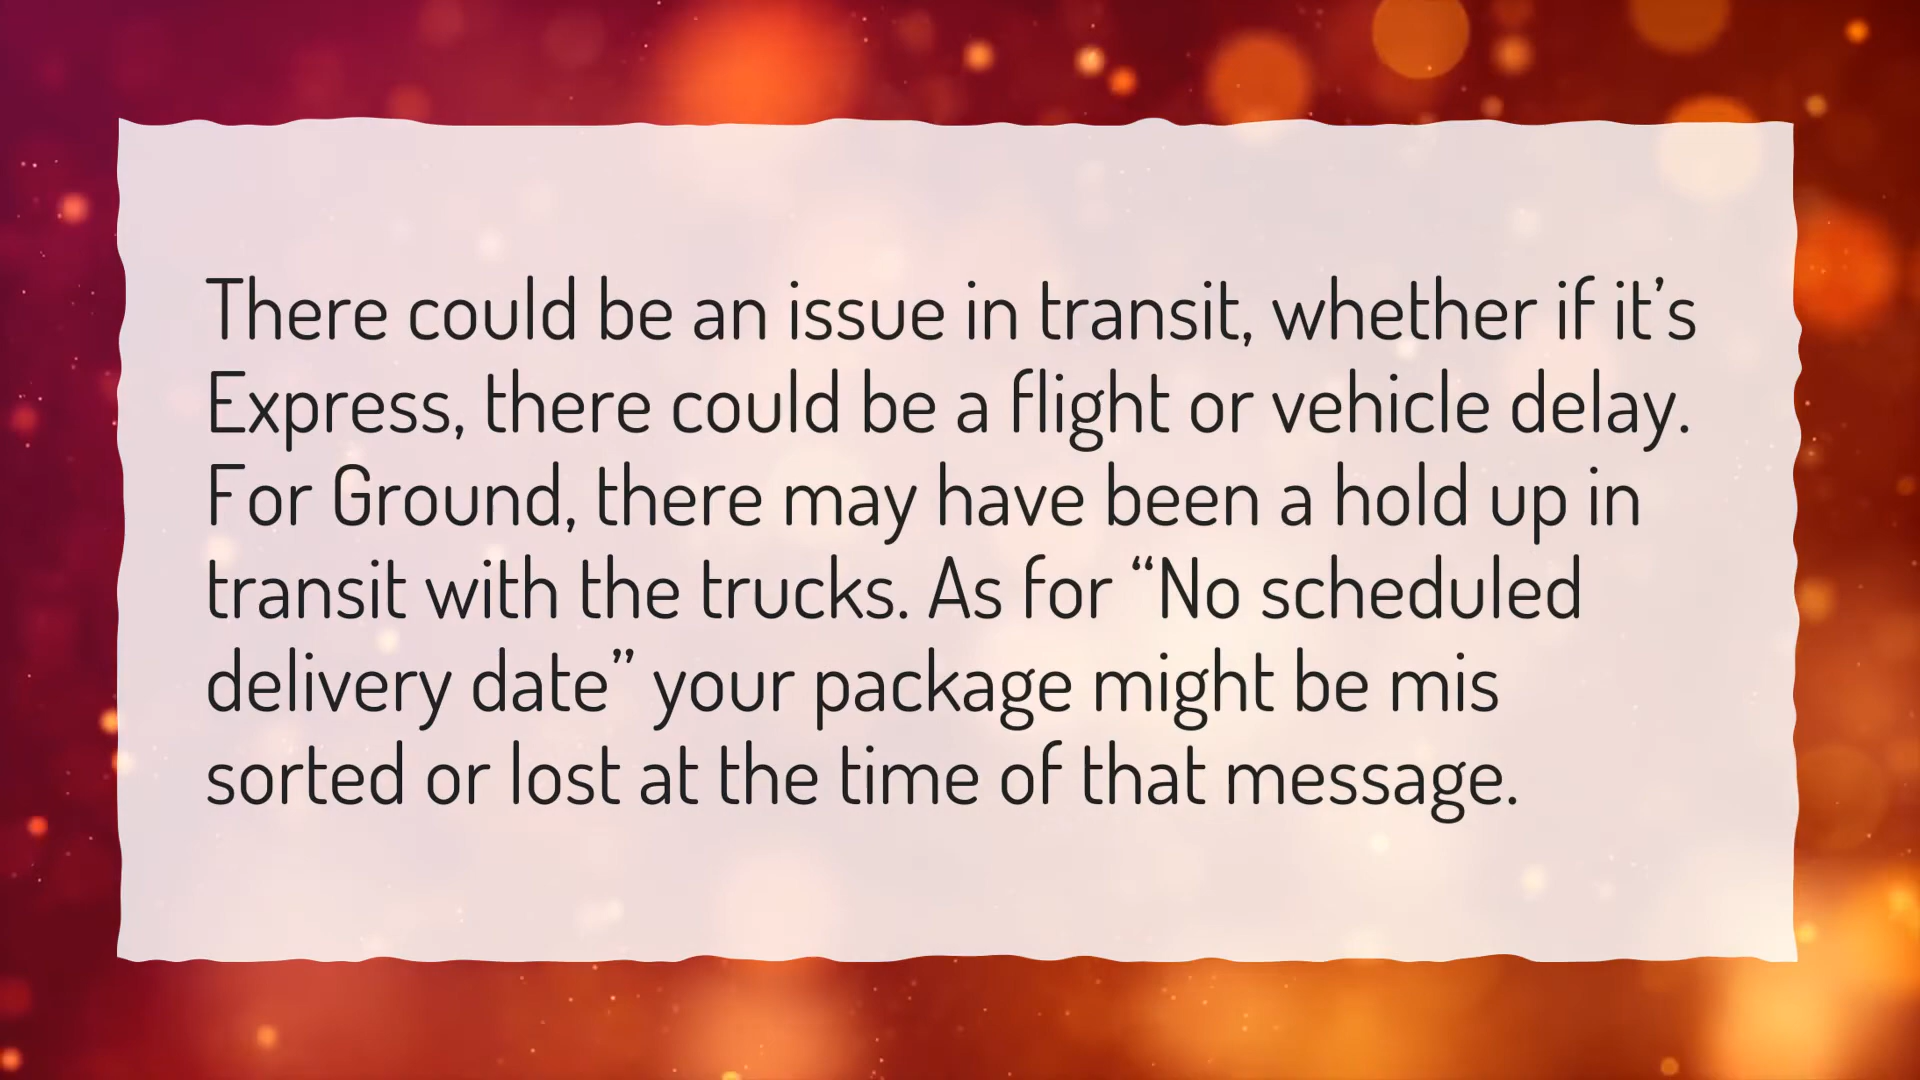 There could be an issue in transit, whether if it’s
Express, there could be a flight or vehicle delay.
For Ground, there may have been a hold up in
transit with the trucks. As for “No scheduled
delivery date” your package might be mis
sorted or lost at the time of that message.